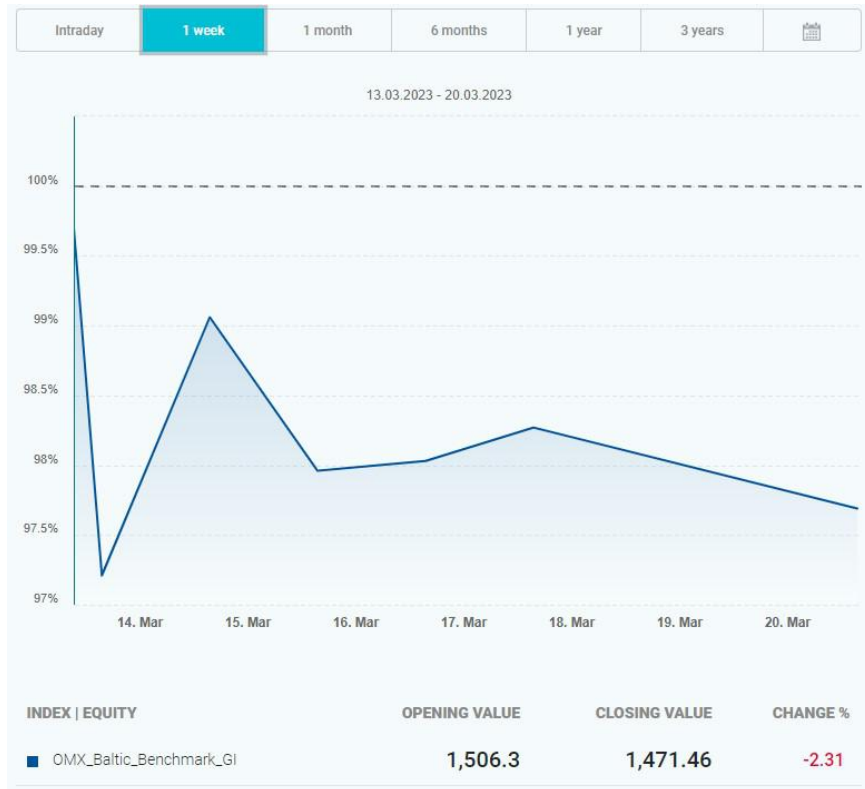 Intraday 1 week 1 month 6 months 1 year 3 years
13.03.2023 - 20.03.2023
100%
99.5%
99%
98.5%
98%
97.5%
97%
14. Mar 15. Mar 16. Mar 17. Mar 18. Mar 19. Mar 20. Mar
INDEX | EQUITY OPENING VALUE CLOSING VALUE CHANGE %
OMX_Baltic_Benchmark_GI 1,506.3 1,471.46 -2.31